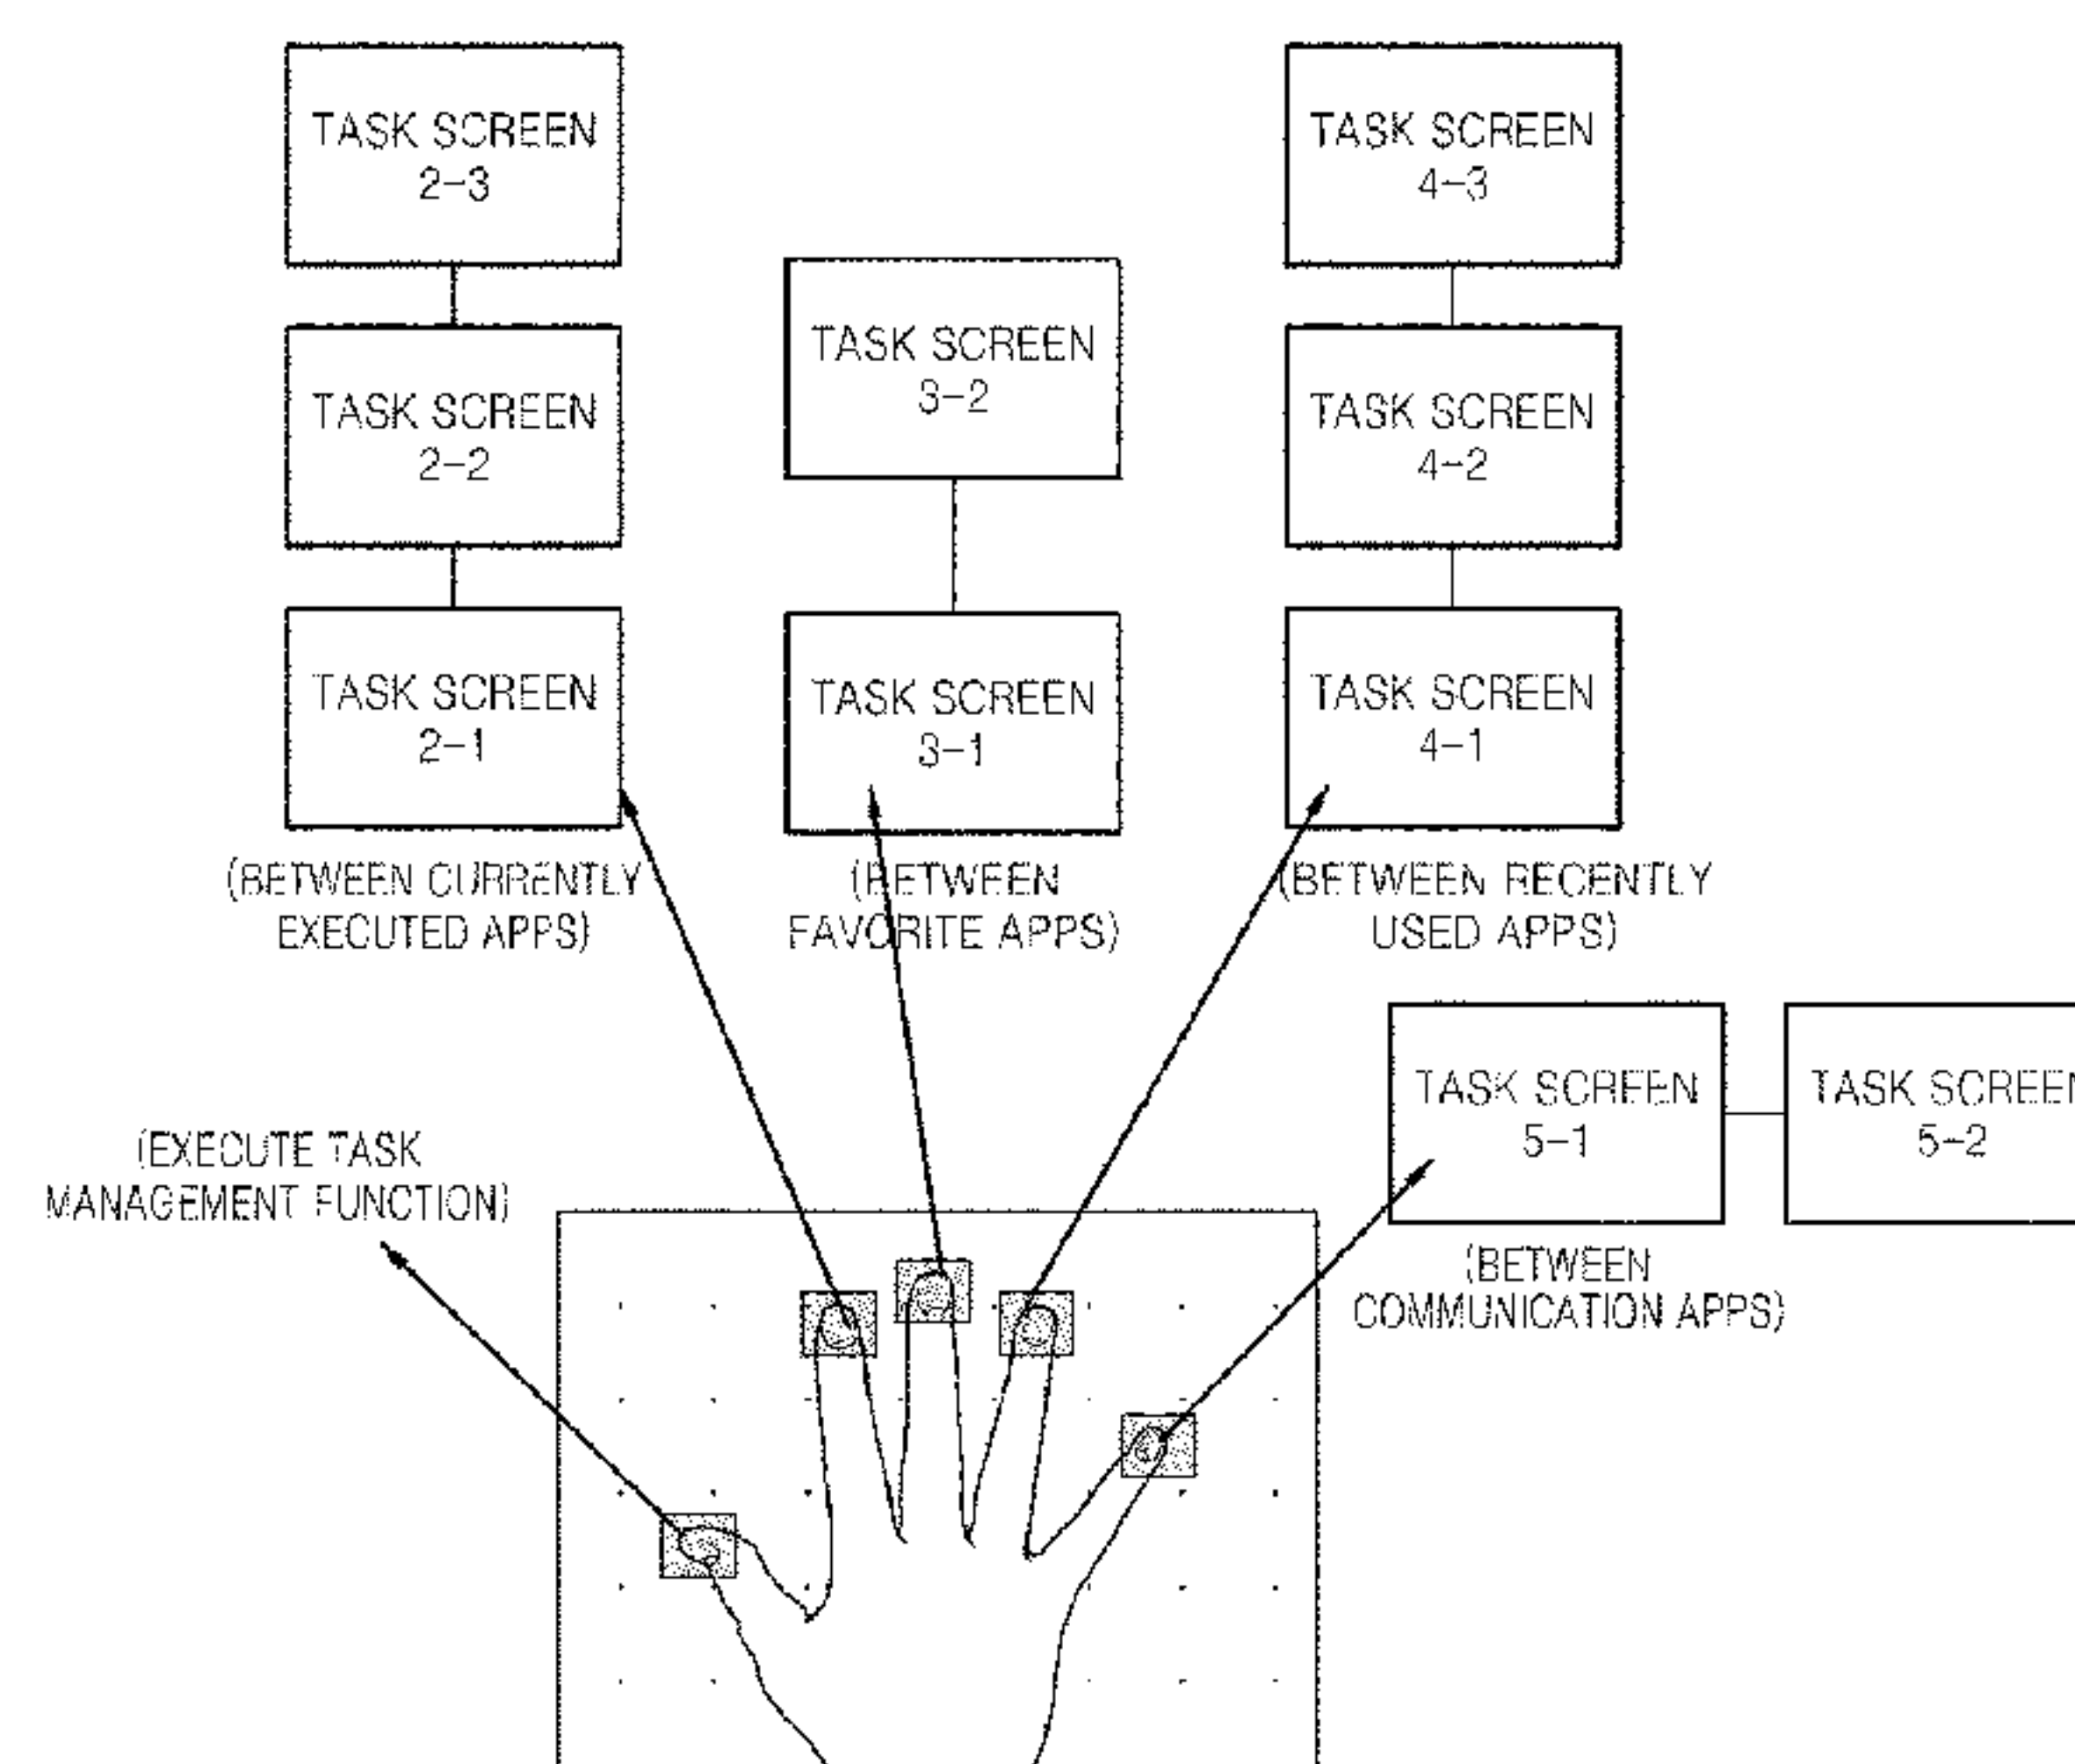 TASK SCREEN
2-3
TASK SCREEN
4-3
TASK SCREEN
3-2
TASK SCREEN
2-2
TASK SCREEN
4-2
TASK SCREEN
2-1
TASK SCREEN
3-1
TASK SCREEN
4-1
(BETWEEN CURRENTLY
EXECUTED APPS)
(BETWEEN
FAVORITE APPS)
(BETWEEN RECENTLY
USED APPS)
TASK SCREEN
5-1
TASK SCREEN
5-2
(EXECUTE TASK
MANAGEMENT FUNCTION)
(BETWEEN
COMMUNICATION APPS)